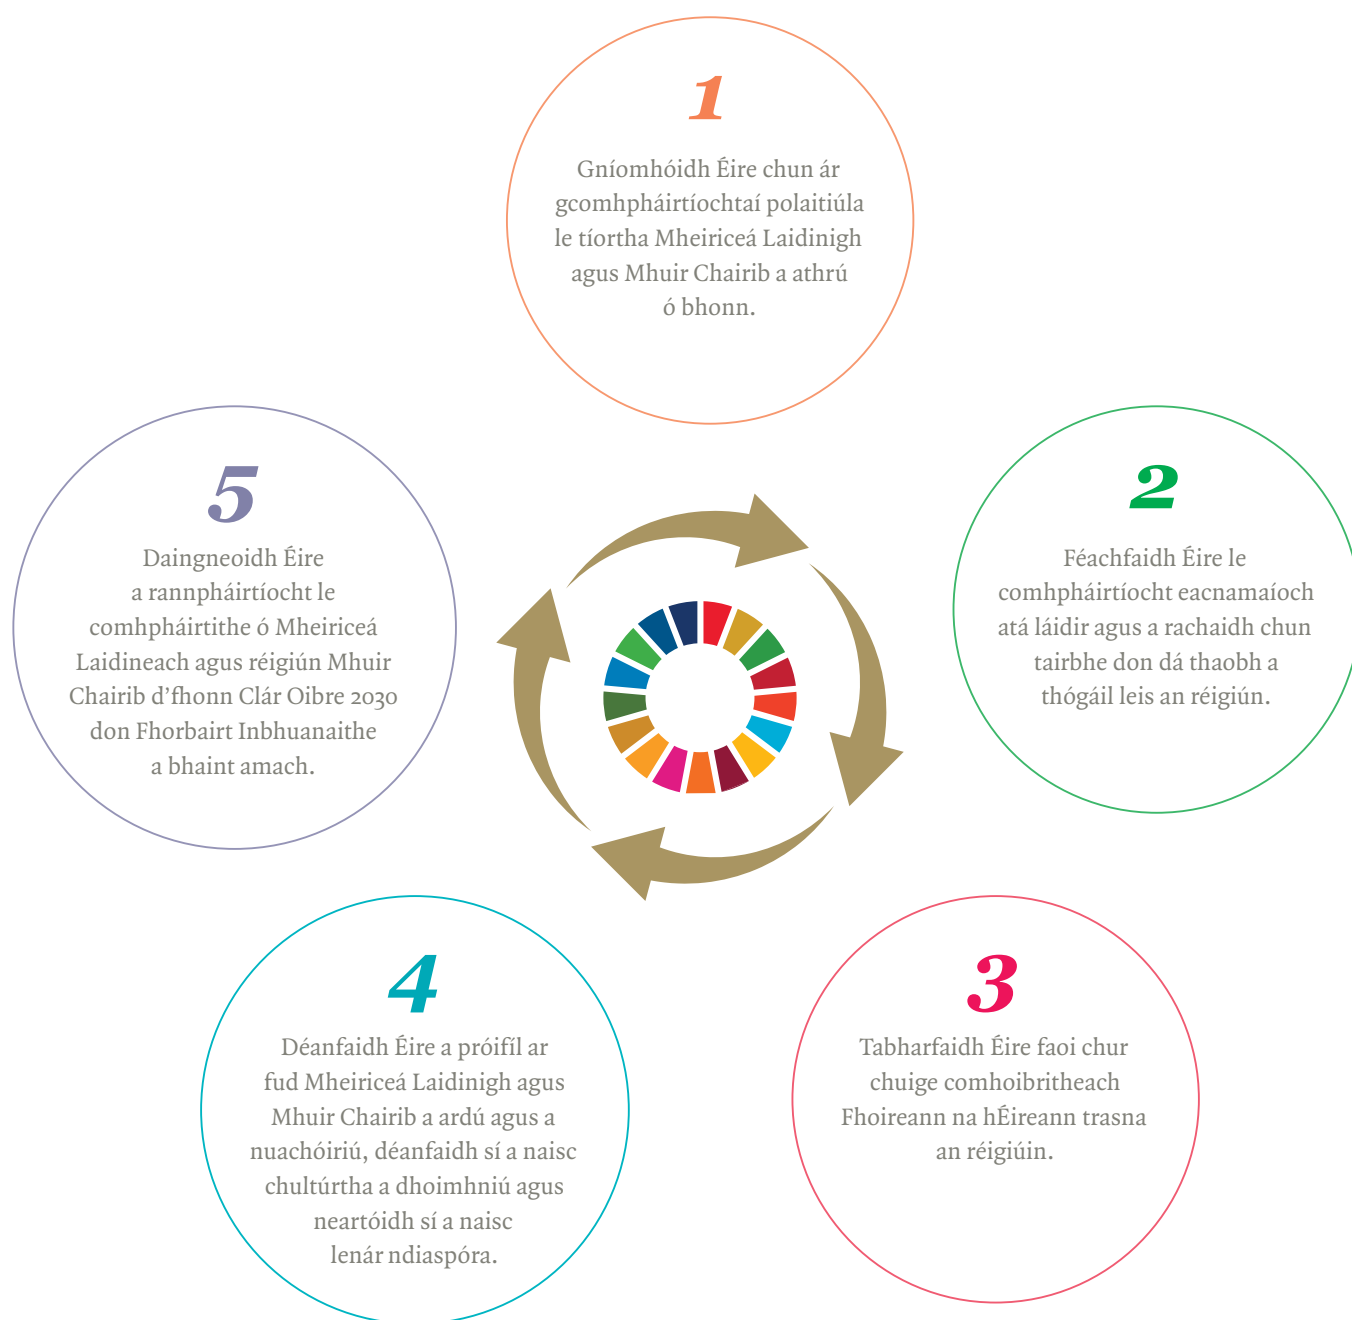 1
Gníomhóidh Éire chun ár
gcomhpháirtíochtaí polaitiúla
le tíortha Mheiriceá Laidinigh
agus Mhuir Chairib a athrú
ó bhonn.
2
Féachfaidh Éire le
comhpháirtíocht eacnamaíoch
atá láidir agus a rachaidh chun
tairbhe don dá thaobh a
thógáil leis an réigiún.
3
Tabharfaidh Éire faoi chur
chuige comhoibritheach
Fhoireann na hÉireann trasna
an réigiúin.
4
Déanfaidh Éire a próifíl ar
fud Mheiriceá Laidinigh agus
Mhuir Chairib a ardú agus a
nuachóiriú, déanfaidh sí a naisc
chultúrtha a dhoimhniú agus
neartóidh sí a naisc
lenár ndiaspóra.
5
Daingneoidh Éire
a rannpháirtíocht le
comhpháirtithe ó Mheiriceá
Laidineach agus réigiún Mhuir
Chairib d'fhonn Clár Oibre 2030
don Fhorbairt Inbhuanaithe
a bhaint amach.